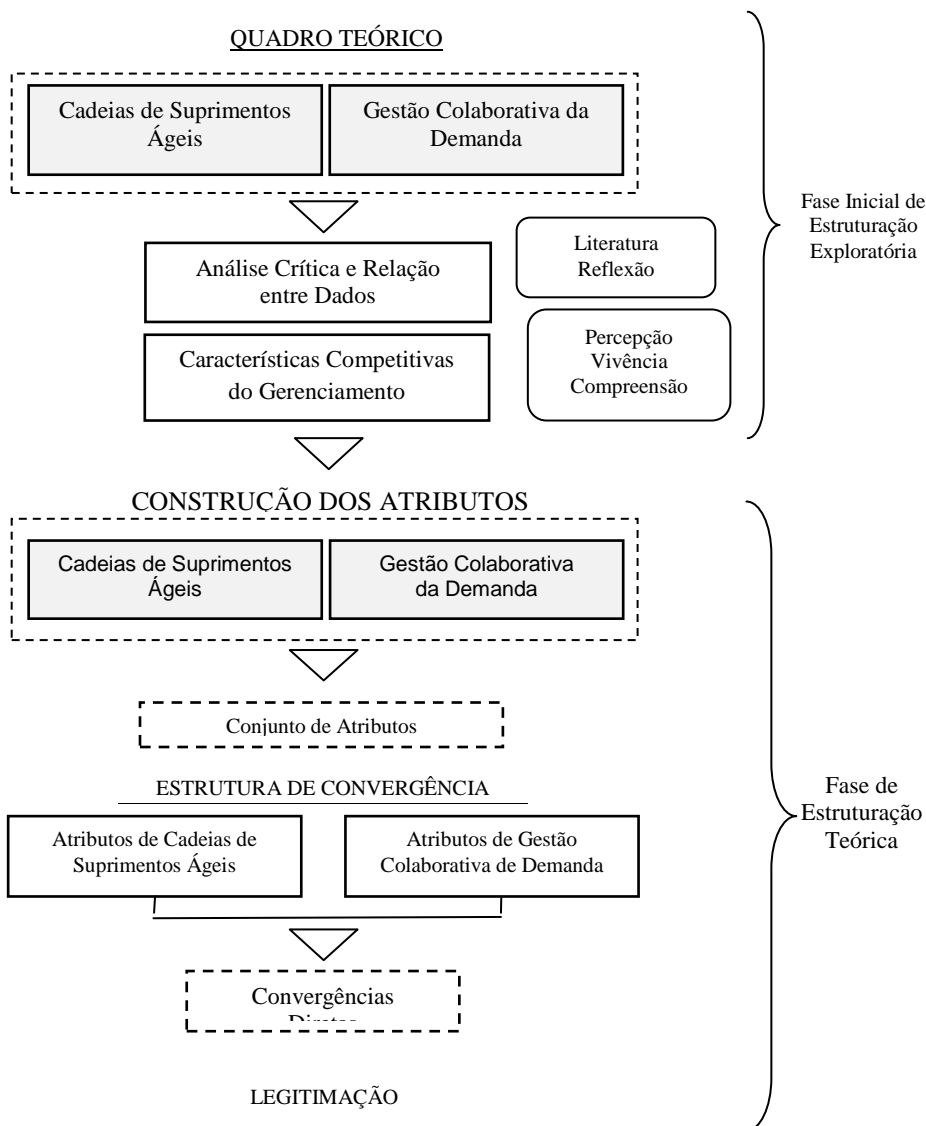 QUADRO TEÓRICO
Cadeias de Suprimentos
Ágeis
Gestão Colaborativa da
Demanda
Análise Crítica e Relação
entre Dados
Literatura
Reflexão
Características Competitivas
do Gerenciamento
Percepção
Vivência
Compreensão
Fase Inicial de
Estruturação
Exploratória
CONSTRUÇÃO DOS ATRIBUTOS
Cadeias de Suprimentos
Ágeis
Gestão Colaborativa
da Demanda
Conjunto de Atributos
ESTRUTURA DE CONVERGÊNCIA
Atributos de Cadeias de
Suprimentos Ágeis
Atributos de Gestão
Colaborativa de Demanda
Convergências
Diretas
LEGITIMAÇÃO
Fase de
Estruturação
Teórica